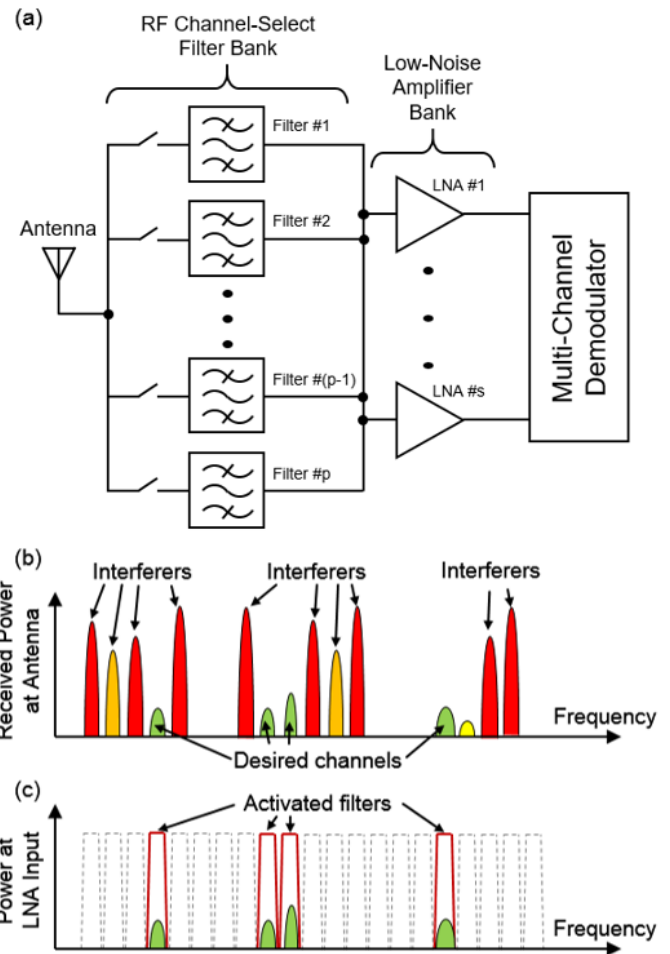 (a)
RF Channel-Select
Filter Bank
Low-Noise
Amplifier
Bank
Filter #1
LNA #1
Antenna
Filter #2
Multi-Channel
Demodulator
Filter #(p-1)
LNA #s
Filter #p
(b)
Interferers
Interferers
Interferers
Received Power
at Antenna
Frequency
Desired channels
(c)
Activated filters
Power at
LNA Input
Frequency